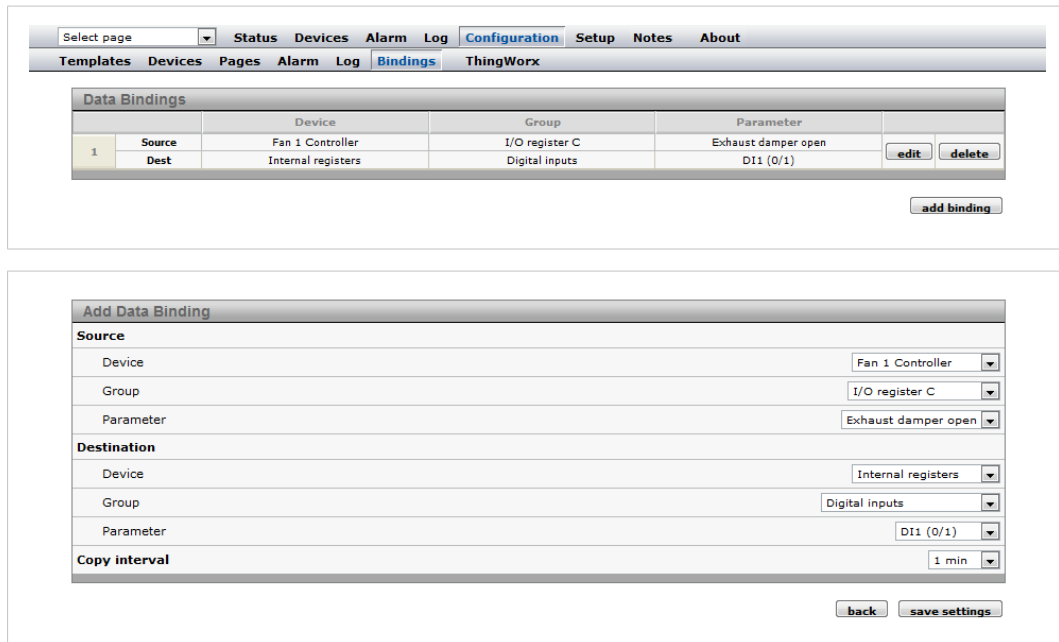 Select page Status Devices Alarm Log Configuration Setup Notes About
Templates Devices Pages Alarm Log Bindings ThingWorx
Data Bindings
Device Group Parameter
1 Source Fan 1 Controller I/O register C Exhaust damper open
Dest Internal registers Digital inputs DI1 (0/1)
edit delete
add binding
Add Data Binding
Source
Device Fan 1 Controller
Group I/O register C
Parameter Exhaust damper open
Destination
Device Internal registers
Group Digital inputs
Parameter DI1 (0/1)
Copy interval 1 min
back save settings